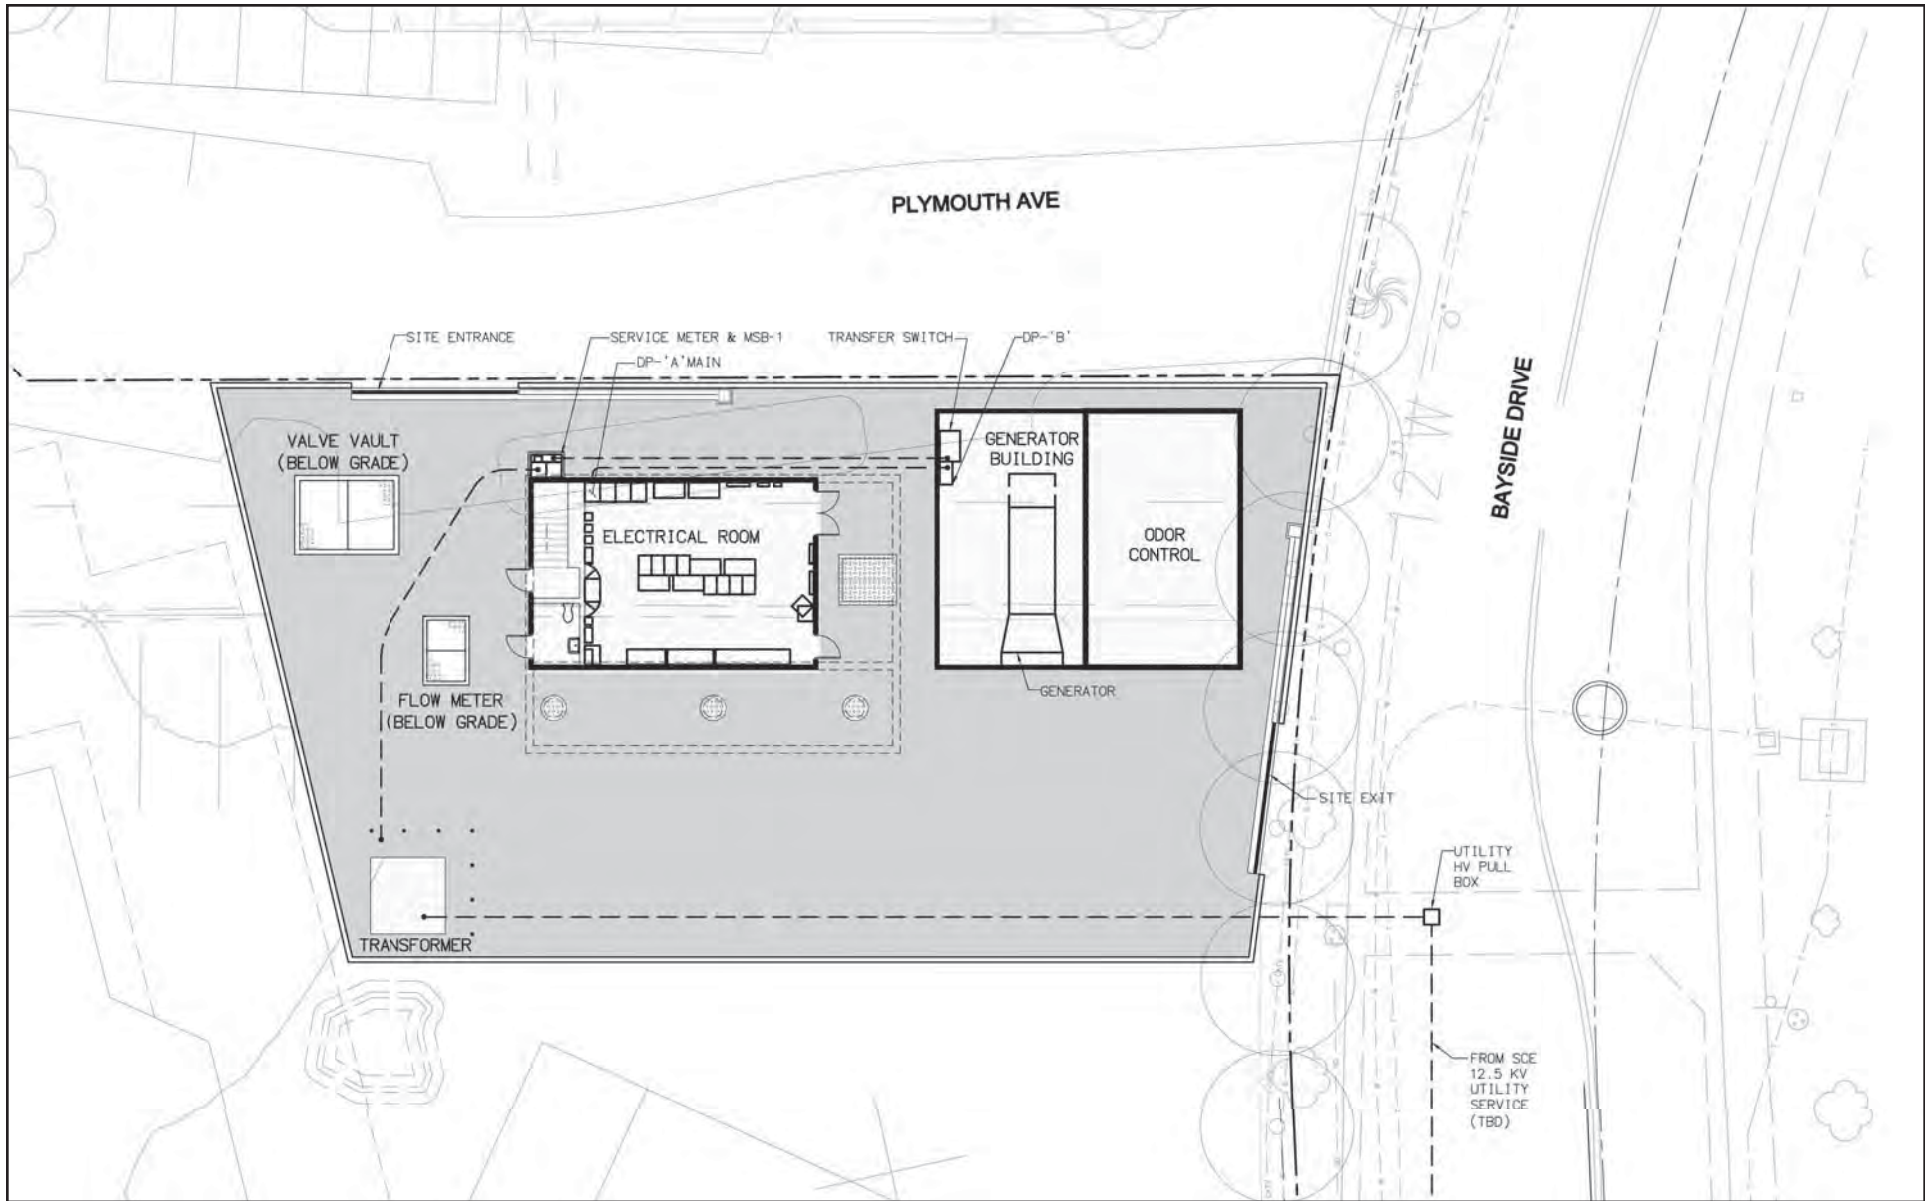 PLYMOUTH AVE
BAYSIDE DRIVE
SITE ENTRANCE
SERVICE METER & MSB-1
TRANSFER SWITCH
DP-'B'
DP-'A'MAIN
VALVE VAULT
(BELOW GRADE)
GENERATOR
BUILDING
ELECTRICAL ROOM
ODOR
CONTROL
FLOW METER
(BELOW GRADE)
GENERATOR
SITE EXIT
UTILITY
HV PULL
BOX
TRANSFORMER
FROM SCE
12.5 KV
UTILITY
SERVICE
(TBD)